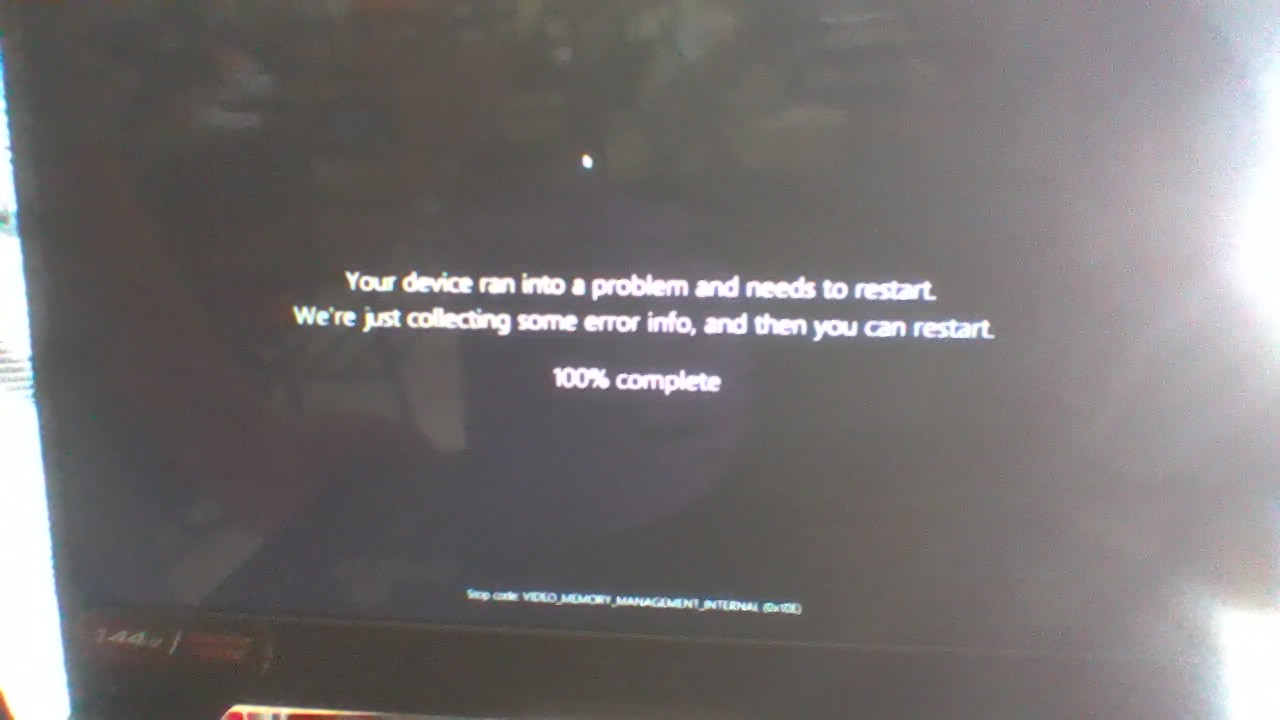 Your device ran into a problem and needs to restart.
We're just collecting some error info, and then you can restart.
100% complete
Stop code: VIDEO_MEMORY_MANAGEMENT_INTERNAL (0x10E)
144